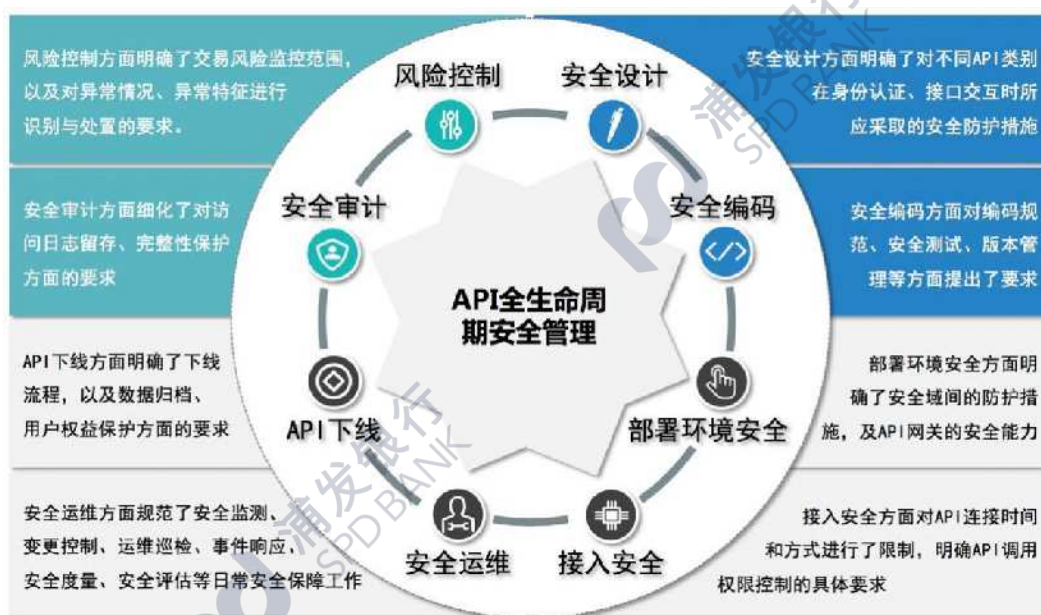 风险控制方面明确了交易风险监控范围，
以及对异常情况、异常特征进行
识别与处置的要求。
安全审计方面细化了对访
问日志留存、完整性保护
方面的要求
API下线方面明确了下线
流程，以及数据归档、
用户权益保护方面的要求
安全运维方面规范了安全监测、
变更控制、运维巡检、事件响应、
安全度量、安全评估等日常安全保障工作
风险控制
安全设计
安全审计
安全编码
API全生命周
期安全管理
API下线
部署环境安全
安全运维
接入安全
安全设计方面明确了对不同API类别
在身份认证、接口交互时所
应采取的安全防护措施
安全编码方面对编码规
范、安全测试、版本管
理等方面提出了要求
部署环境安全方面明
确了安全域间的防护措
施，及API网关的安全能力
接入安全方面对API连接时间
和方式进行了限制，明确API调用
权限控制的具体要求
浦发银行
SPD BANK
浦发银行
SPD BANK